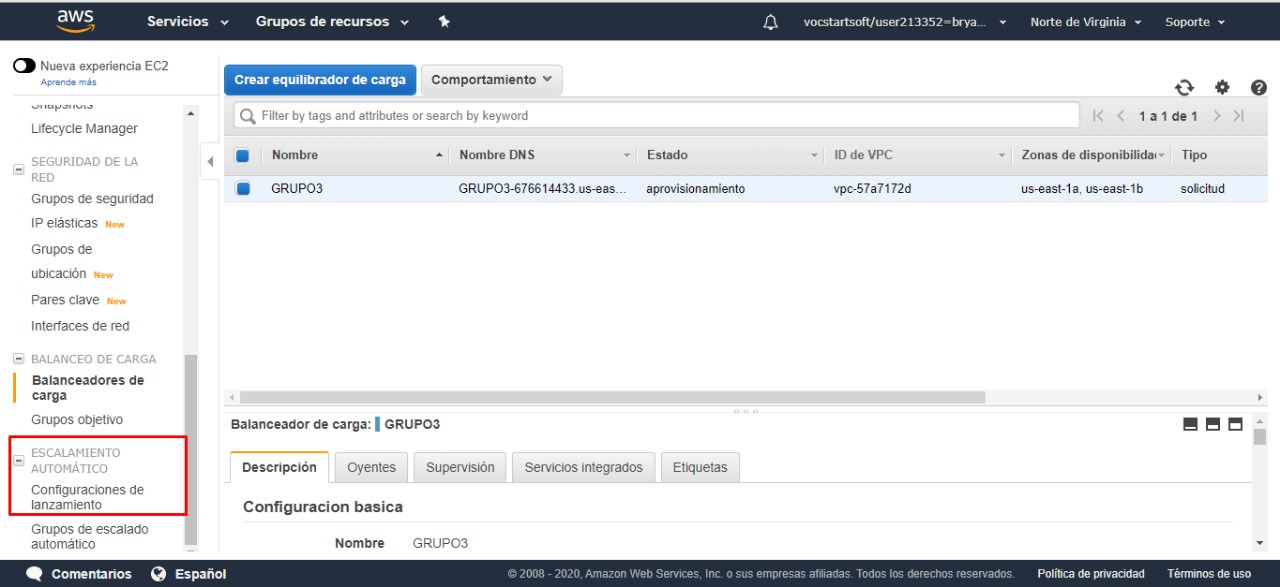 aws Servicios Grupos de recursos vocstartsoft/user213352=brya... Norte de Virginia Soporte
Nueva experiencia EC2
Aprende más
Snapshots
Lifecycle Manager
SEGURIDAD DE LA
RED
Grupos de seguridad
IP elásticas New
Grupos de
ubicación New
Pares clave New
Interfaces de red
BALANCEO DE CARGA
Balanceadores de
carga
Grupos objetivo
ESCALAMIENTO
AUTOMÁTICO
Configuraciones de
lanzamiento
Grupos de escalado
automático
Crear equilibrador de carga Comportamiento
Filter by tags and attributes or search by keyword 1 a 1 de 1
Nombre Nombre DNS Estado ID de VPC Zonas de disponibilida Tipo
GRUPO3 GRUPO3-676614433.us-eas... aprovisionamiento vpc-57a7172d us-east-1a, us-east-1b solicitud
Balanceador de carga: GRUPO3
Descripción Oyentes Supervisión Servicios integrados Etiquetas
Configuracion basica
Nombre GRUPO3
Comentarios Español © 2008 - 2020, Amazon Web Services, Inc. o sus empresas afiliadas. Todos los derechos reservados. Política de privacidad Términos de uso